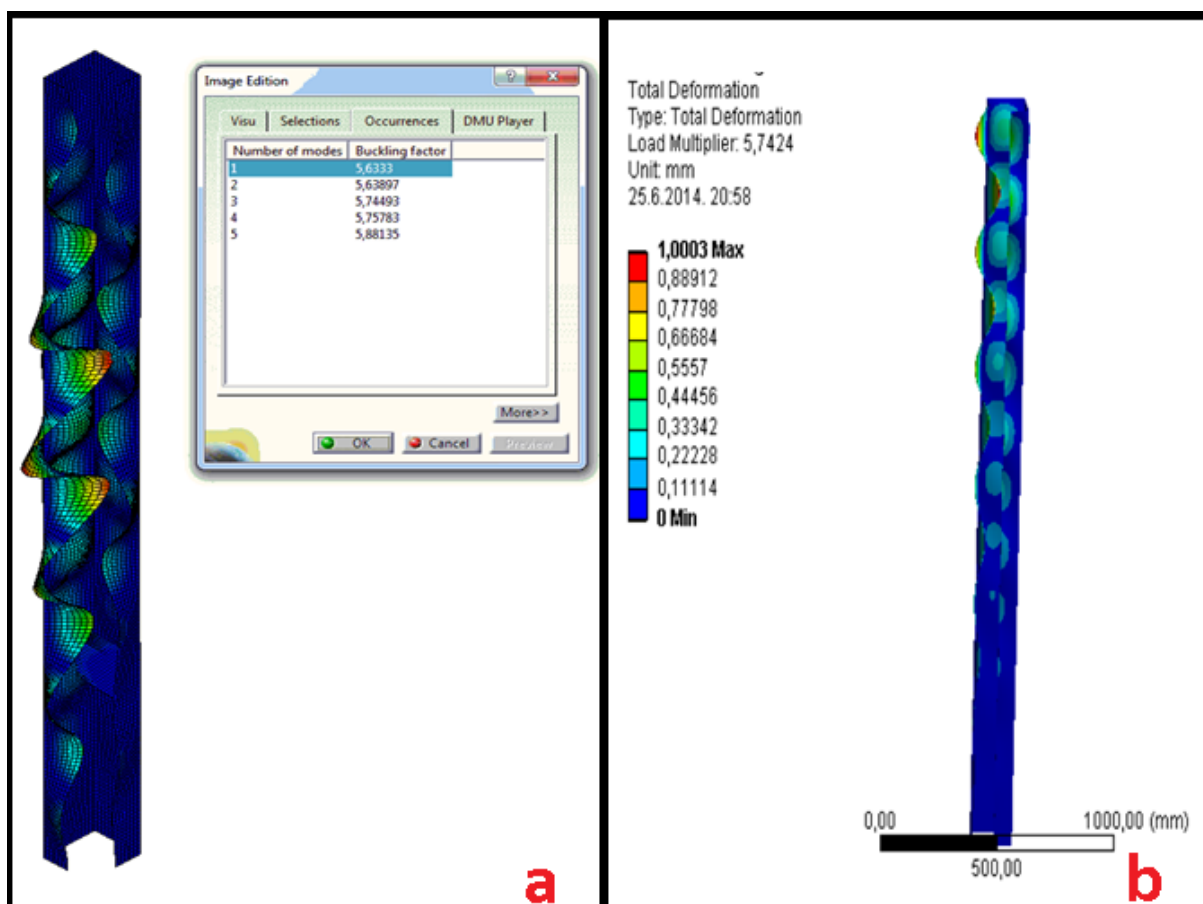 Image Edition
Visu Selections Occurrences DMU Player
Number of modes Buckling factor
1 5,6333
2 5,63897
3 5,74493
4 5,75783
5 5,88135
More>>
OK Cancel Preview
a
Total Deformation
Type: Total Deformation
Load Multiplier: 5,7424
Unit: mm
25.6.2014. 20:58
1,0003 Max
0,88912
0,77798
0,66684
0,5557
0,44456
0,33342
0,22228
0,11114
0 Min
0,00 1000,00 (mm)
500,00
b